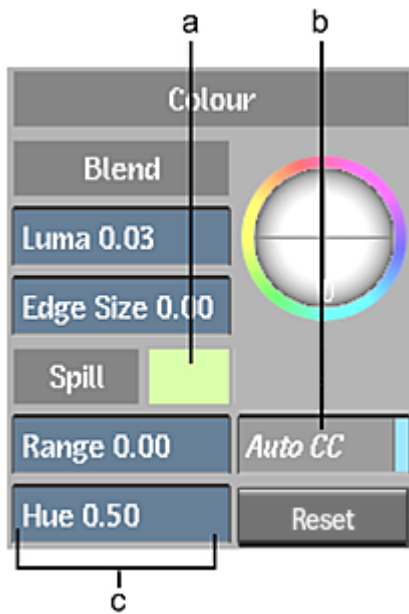 a b
Colour
Blend
Luma 0.03
Edge Size 0.00
Spill
Range 0.00 Auto CC
Hue 0.50 Reset
c